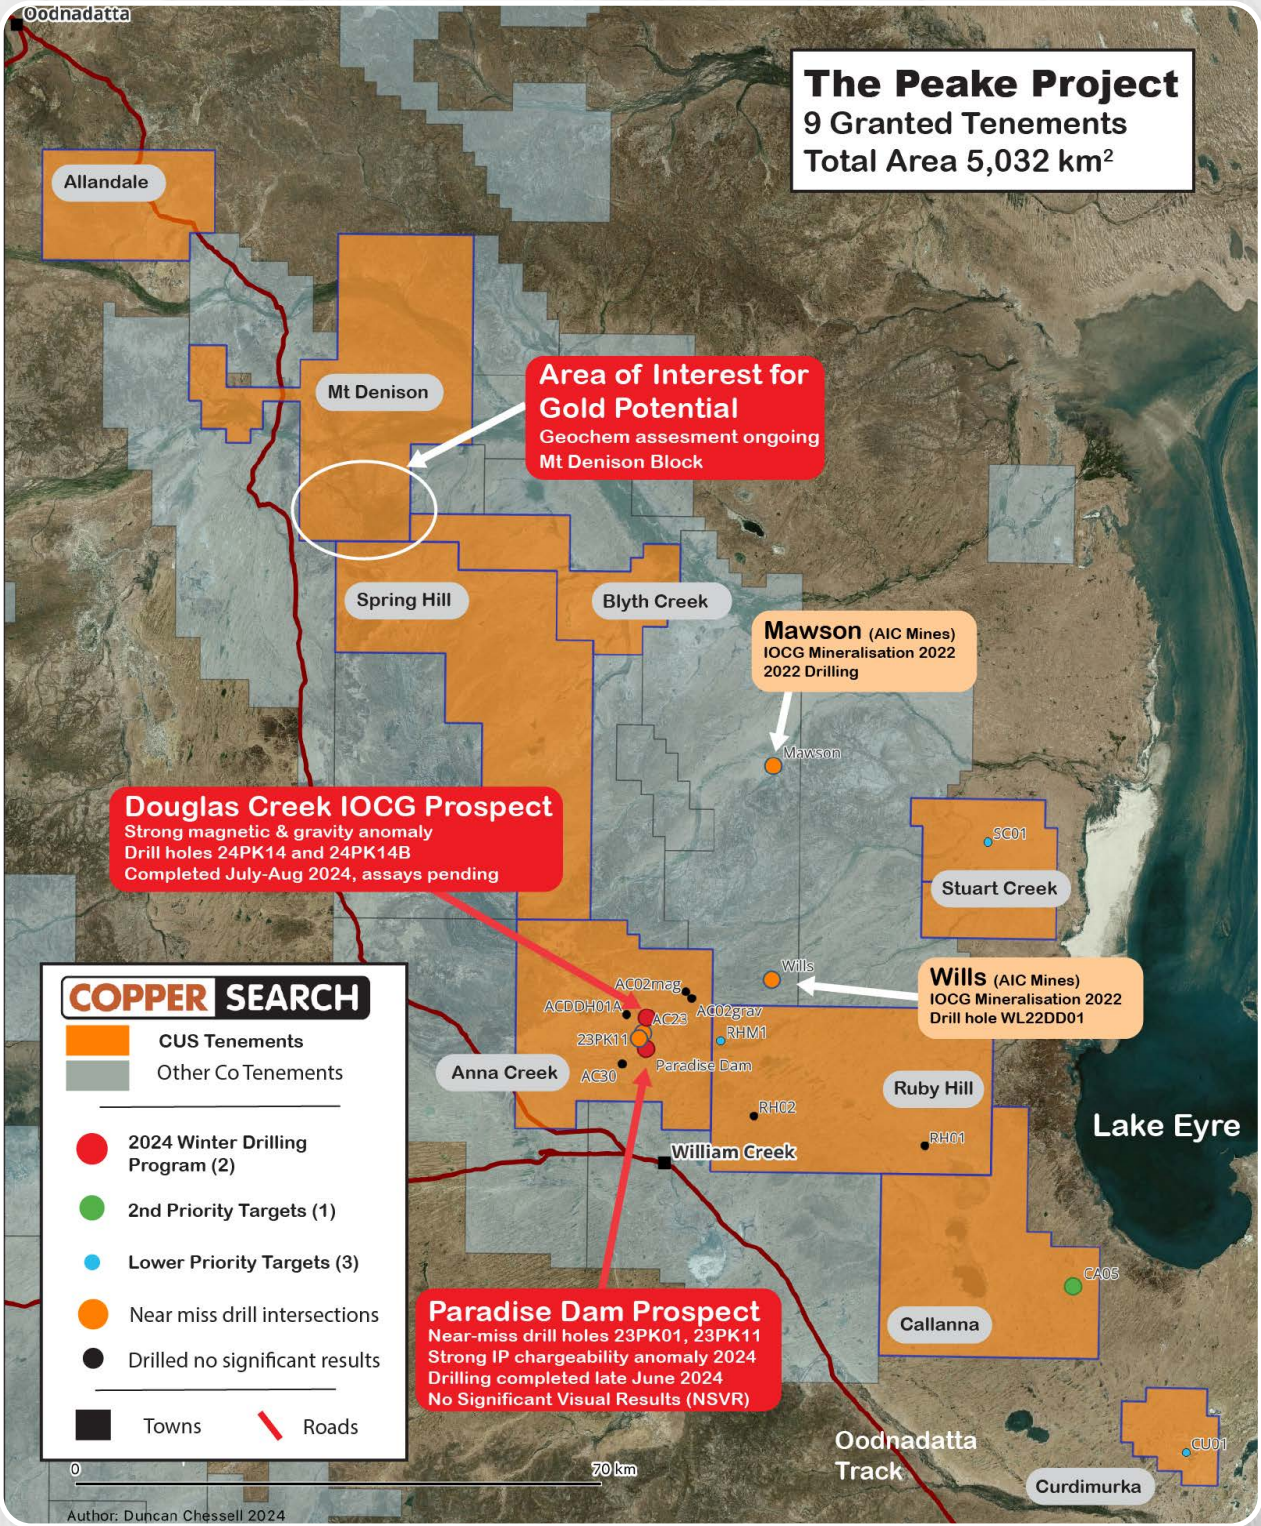 Oodnadatta
The Peake Project
9 Granted Tenements
Total Area 5,032 km²
Allandale
Mt Denison
Area of Interest for
Gold Potential
Geochem assesment ongoing
Mt Denison Block
Spring Hill
Blyth Creek
Mawson (AIC Mines)
IOCG Mineralisation 2022
2022 Drilling
Mawson
Douglas Creek IOCG Prospect
Strong magnetic & gravity anomaly
Drill holes 24PK14 and 24PK14B
Completed July-Aug 2024, assays pending
SC01
Stuart Creek
Wills
Wills (AIC Mines)
IOCG Mineralisation 2022
Drill hole WL22DD01
AC02mag
AC02grav
ACDDH01A
AC23
23PK11
RHM1
Paradise Dam
AC30
Anna Creek
Ruby Hill
RH02
RH01
William Creek
Lake Eyre
COPPER SEARCH
CUS Tenements
Other Co Tenements
2024 Winter Drilling
Program (2)
2nd Priority Targets (1)
Lower Priority Targets (3)
Near miss drill intersections
Drilled no significant results
Towns
Roads
CA05
Callanna
Paradise Dam Prospect
Near-miss drill holes 23PK01, 23PK11
Strong IP chargeability anomaly 2024
Drilling completed late June 2024
No Significant Visual Results (NSVR)
Oodnadatta
Track
CU01
Curdimurka
0
70 km
Author: Duncan Chessell 2024